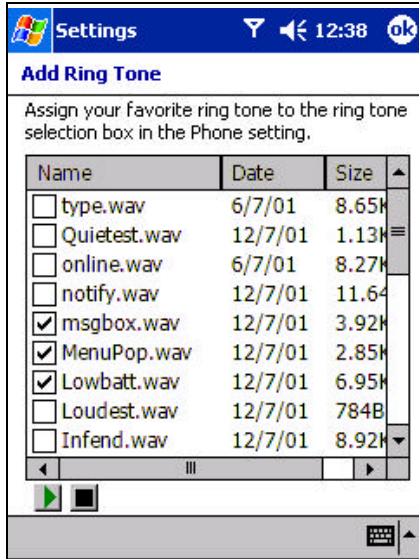 Settings 12:38 ok
Add Ring Tone
Assign your favorite ring tone to the ring tone
selection box in the Phone setting.
Name Date Size
type.wav 6/7/01 8.65K
Quietest.wav 12/7/01 1.13K
online.wav 6/7/01 8.27K
notify.wav 12/7/01 11.64
msgbox.wav 12/7/01 3.92K
MenuPop.wav 12/7/01 2.85K
Lowbatt.wav 12/7/01 6.95K
Loudest.wav 12/7/01 784B
Infend.wav 12/7/01 8.92K